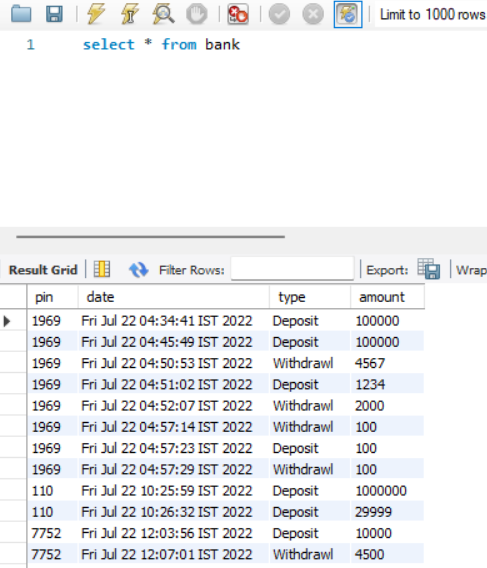 Limit to 1000 rows
1 select * from bank
Result Grid Filter Rows: Export: Wrap
pin date type amount
1969 Fri Jul 22 04:34:41 IST 2022 Deposit 100000
1969 Fri Jul 22 04:45:49 IST 2022 Deposit 100000
1969 Fri Jul 22 04:50:53 IST 2022 Withdrawl 4567
1969 Fri Jul 22 04:51:02 IST 2022 Deposit 1234
1969 Fri Jul 22 04:52:07 IST 2022 Withdrawl 2000
1969 Fri Jul 22 04:57:14 IST 2022 Withdrawl 100
1969 Fri Jul 22 04:57:23 IST 2022 Deposit 100
1969 Fri Jul 22 04:57:29 IST 2022 Withdrawl 100
110 Fri Jul 22 10:25:59 IST 2022 Deposit 1000000
110 Fri Jul 22 10:26:32 IST 2022 Deposit 29999
7752 Fri Jul 22 12:03:56 IST 2022 Deposit 10000
7752 Fri Jul 22 12:07:01 IST 2022 Withdrawl 4500